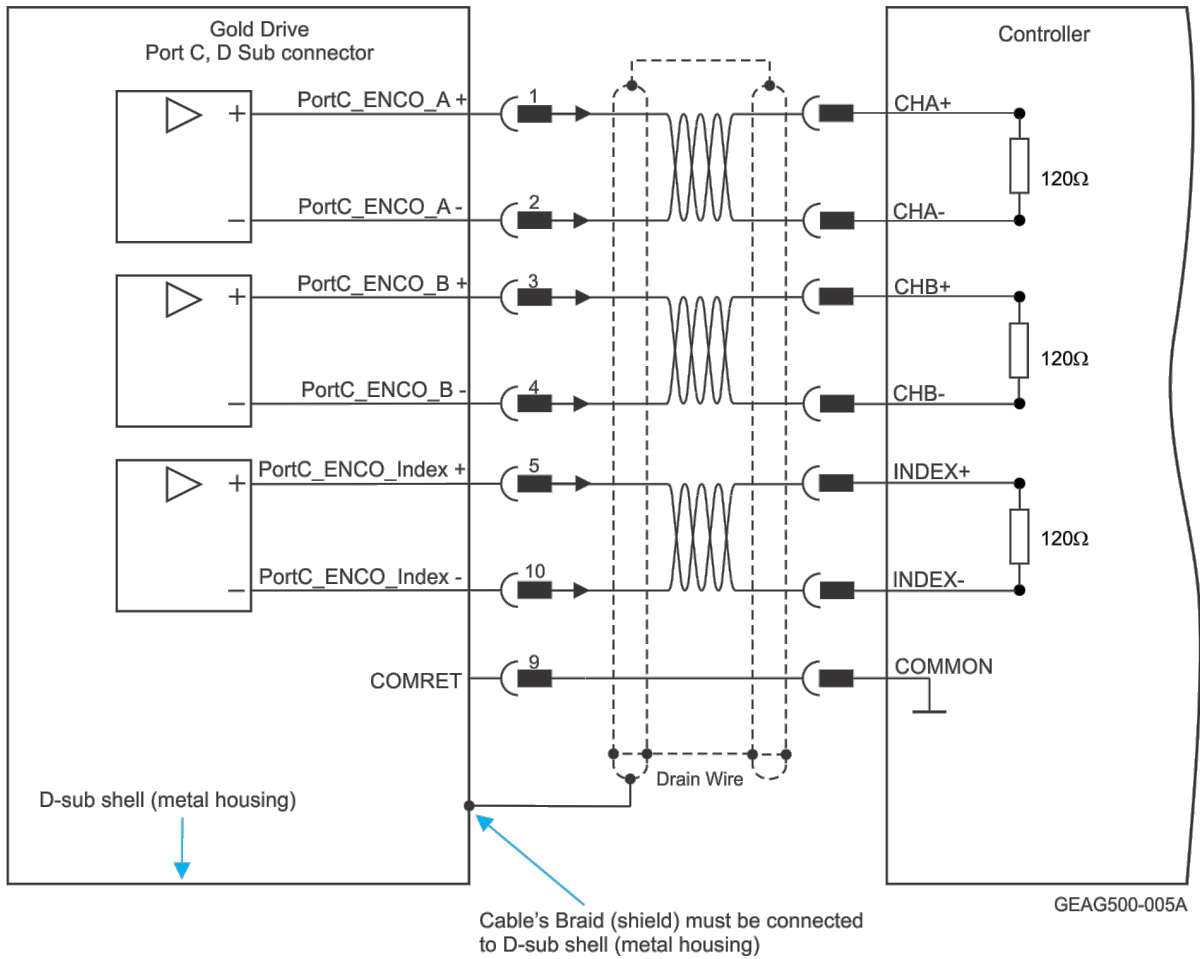 Gold Drive
Port C, D Sub connector
Controller
PortC_ENCO_A +
1
CHA+
120Ω
PortC_ENCO_A -
2
CHA-
PortC_ENCO_B +
3
CHB+
120Ω
PortC_ENCO_B -
4
CHB-
PortC_ENCO_Index +
5
INDEX+
120Ω
PortC_ENCO_Index -
10
INDEX-
COMRET
9
COMMON
Drain Wire
D-sub shell (metal housing)
GEAG500-005A
Cable's Braid (shield) must be connected
to D-sub shell (metal housing)